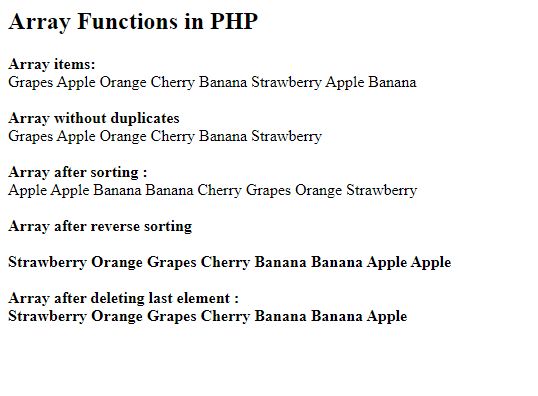 Array Functions in PHP
Array items:
Grapes Apple Orange Cherry Banana Strawberry Apple Banana
Array without duplicates
Grapes Apple Orange Cherry Banana Strawberry
Array after sorting :
Apple Apple Banana Banana Cherry Grapes Orange Strawberry
Array after reverse sorting
Strawberry Orange Grapes Cherry Banana Banana Apple Apple
Array after deleting last element :
Strawberry Orange Grapes Cherry Banana Banana Apple